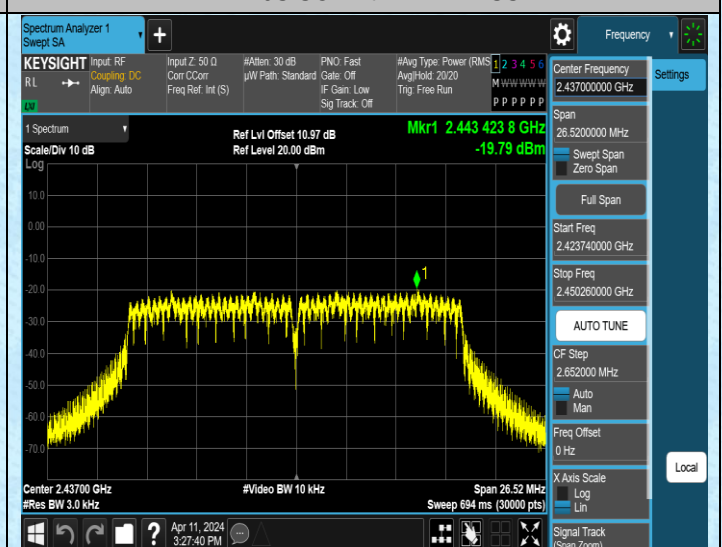 Spectrum Analyzer 1
Swept SA
Frequency
KEYSIGHT
RL
Input: RF
Coupling: DC
Align: Auto
Input Z: 50 Ω
Corr CCorr
Freq Ref: Int (S)
#Atten: 30 dB
µW Path: Standard
PNO: Fast
Gate: Off
IF Gain: Low
Sig Track: Off
#Avg Type: Power (RMS
Avg|Hold: 20/20
Trig: Free Run
1 2 3 4 5 6
M W W W W W
P P P P P P
1 Spectrum
Scale/Div 10 dB
Ref Lvl Offset 10.97 dB
Ref Level 20.00 dBm
Mkr1 2.443 423 8 GHz
-19.79 dBm
Log
10.0
0.00
-10.0
-20.0
-30.0
-40.0
-50.0
-60.0
-70.0
1
Center 2.43700 GHz
#Res BW 3.0 kHz
#Video BW 10 kHz
Span 26.52 MHz
Sweep 694 ms (30000 pts)
Center Frequency
2.437000000 GHz
Settings
Span
26.5200000 MHz
Swept Span
Zero Span
Full Span
Start Freq
2.423740000 GHz
Stop Freq
2.450260000 GHz
AUTO TUNE
CF Step
2.652000 MHz
Auto
Man
Freq Offset
0 Hz
X Axis Scale
Log
Lin
Signal Track
(Span Zoom)
Local
?
Apr 11, 2024
3:27:40 PM